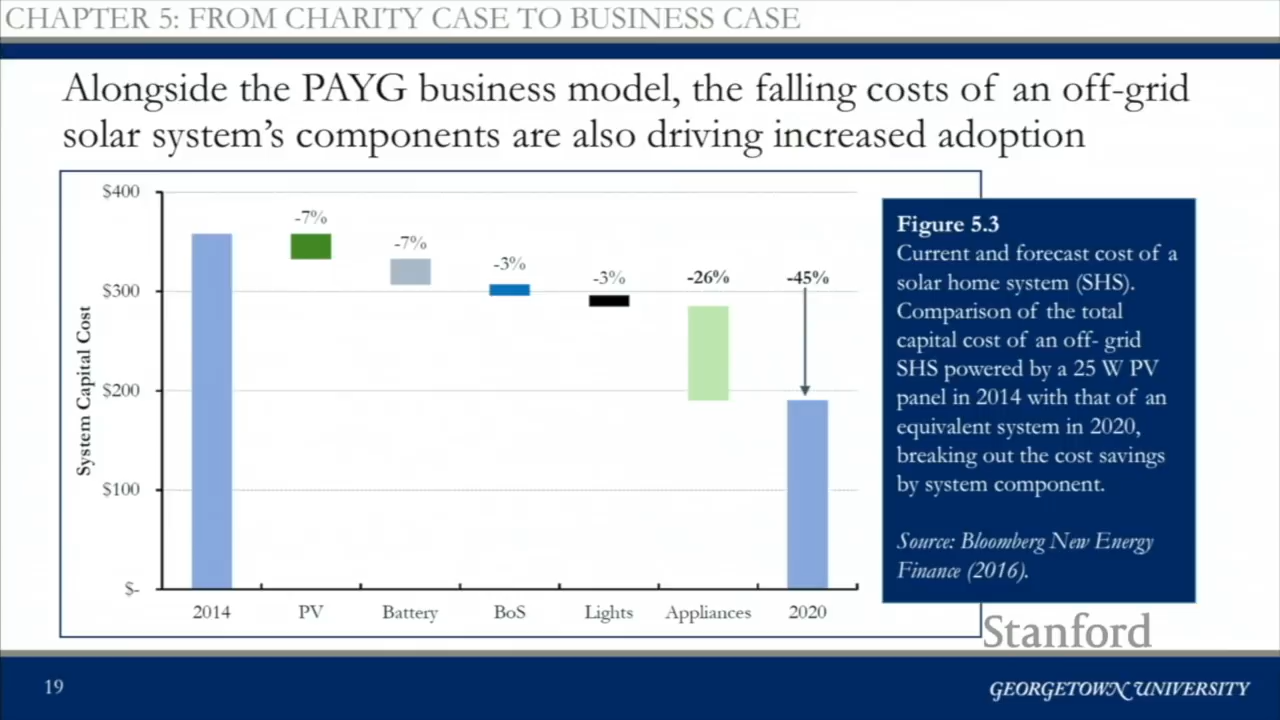 CHAPTER 5: FROM CHARITY CASE TO BUSINESS CASE
Alongside the PAYG business model, the falling costs of an off-grid
solar system's components are also driving increased adoption
System Capital Cost
$400
$300
$200
$100
$-
-7%
-7%
-3%
-3%
-26%
-45%
2014
PV
Battery
BoS
Lights
Appliances
2020
Figure 5.3
Current and forecast cost of a
solar home system (SHS).
Comparison of the total
capital cost of an off- grid
SHS powered by a 25 W PV
panel in 2014 with that of an
equivalent system in 2020,
breaking out the cost savings
by system component.
Source: Bloomberg New Energy
Finance (2016).
Stanford
19
GEORGETOWN UNIVERSITY